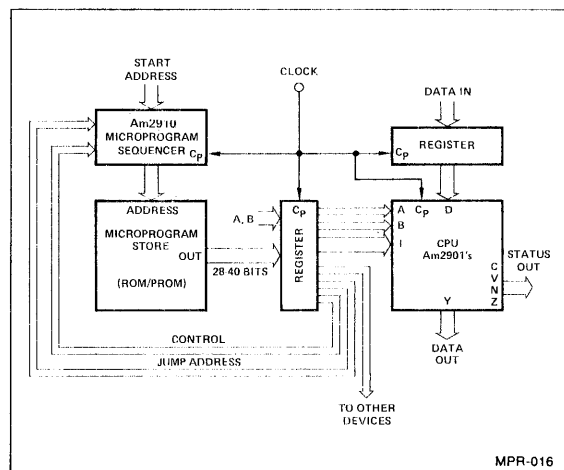 START
ADDRESS
CLOCK
DATA IN
Am2910
MICROPROGRAM
SEQUENCER
CP
CP
REGISTER
ADDRESS
MICROPROGRAM
STORE
OUT
(ROM/PROM)
A, B
28-40 BITS
CP
REGISTER
A
CP
D
B
I
CPU
Am2901's
C
V
N
Z
Y
STATUS
OUT
CONTROL
JUMP ADDRESS
DATA
OUT
TO OTHER
DEVICES
MPR-016